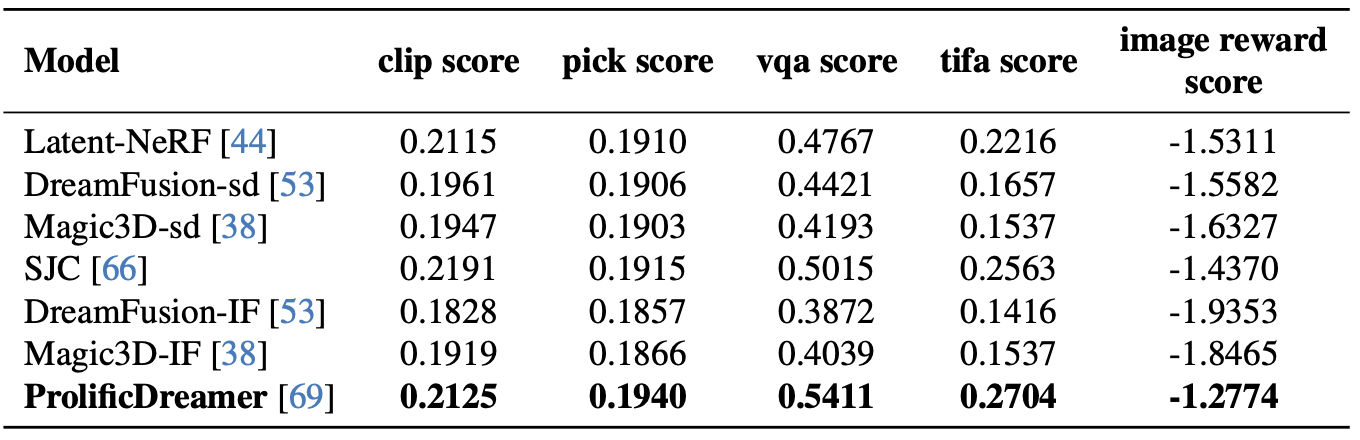 Model clip score pick score vqa score tifa score image reward score
Latent-NeRF [44] 0.2115 0.1910 0.4767 0.2216 -1.5311
DreamFusion-sd [53] 0.1961 0.1906 0.4421 0.1657 -1.5582
Magic3D-sd [38] 0.1947 0.1903 0.4193 0.1537 -1.6327
SJC [66] 0.2191 0.1915 0.5015 0.2563 -1.4370
DreamFusion-IF [53] 0.1828 0.1857 0.3872 0.1416 -1.9353
Magic3D-IF [38] 0.1919 0.1866 0.4039 0.1537 -1.8465
ProlificDreamer [69] 0.2125 0.1940 0.5411 0.2704 -1.2774